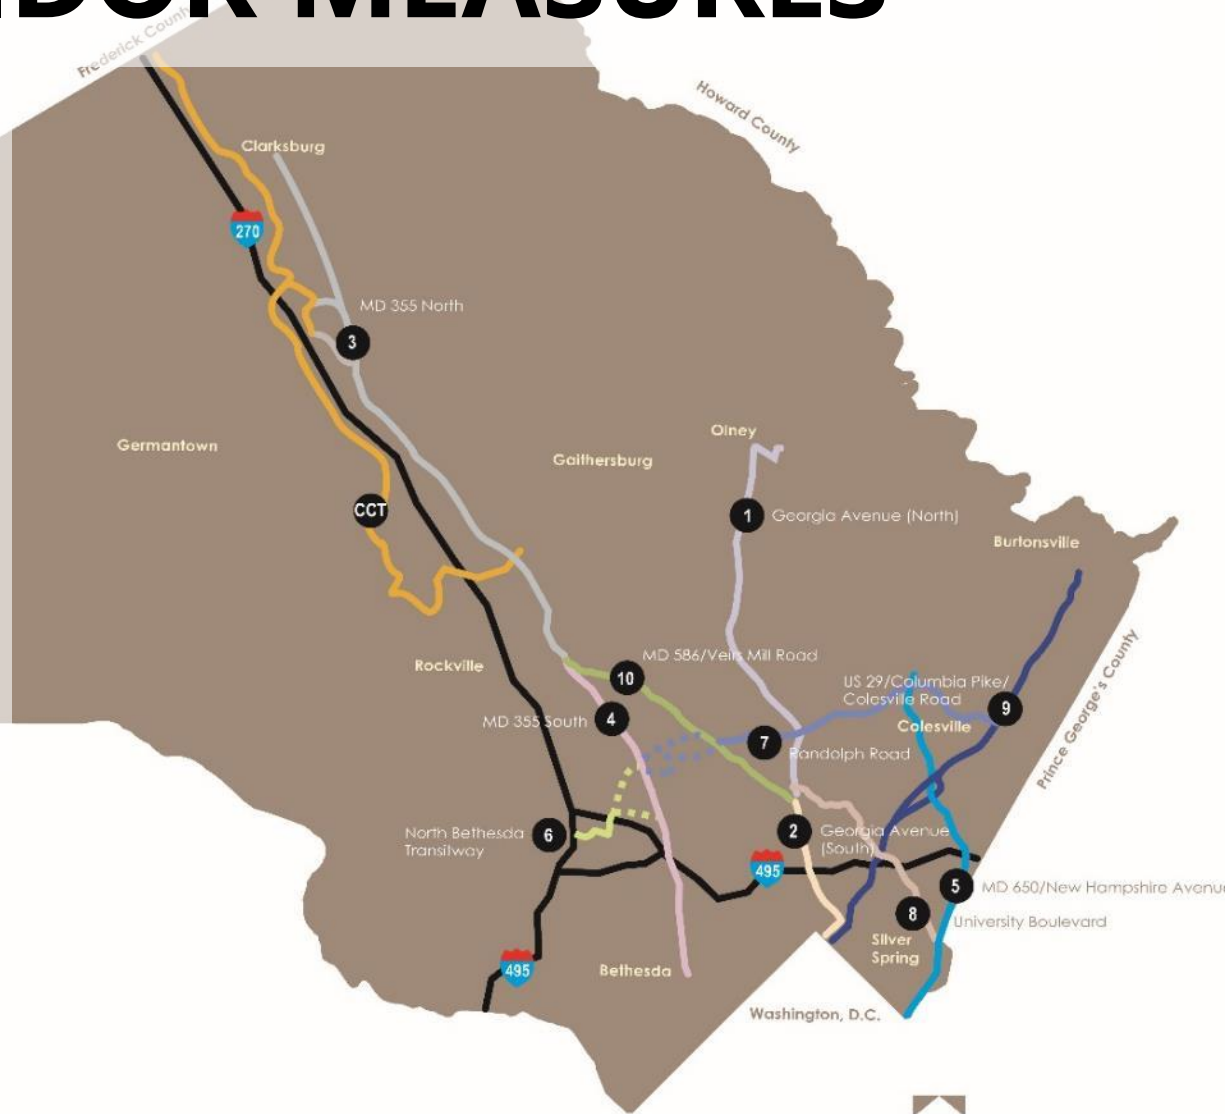 IDOR MEASURES
Frederick County
Howard County
Clarksburg
270
MD 355 North
3
Olney
Germantown
Gaithersburg
CCT
1
Georgia Avenue (North)
Burtonsville
Prince George's County
MD 586/Veirs Mill Road
Rockville
10
US 29/Columbia Pike/
Colesville Road
9
MD 355 South
4
Colesville
7
Randolph Road
North Bethesda
Transitway
6
2
Georgia Avenue
(South)
495
5
MD 650/New Hampshire Avenue
8
University Boulevard
Silver
Spring
495
Bethesda
Washington, D.C.